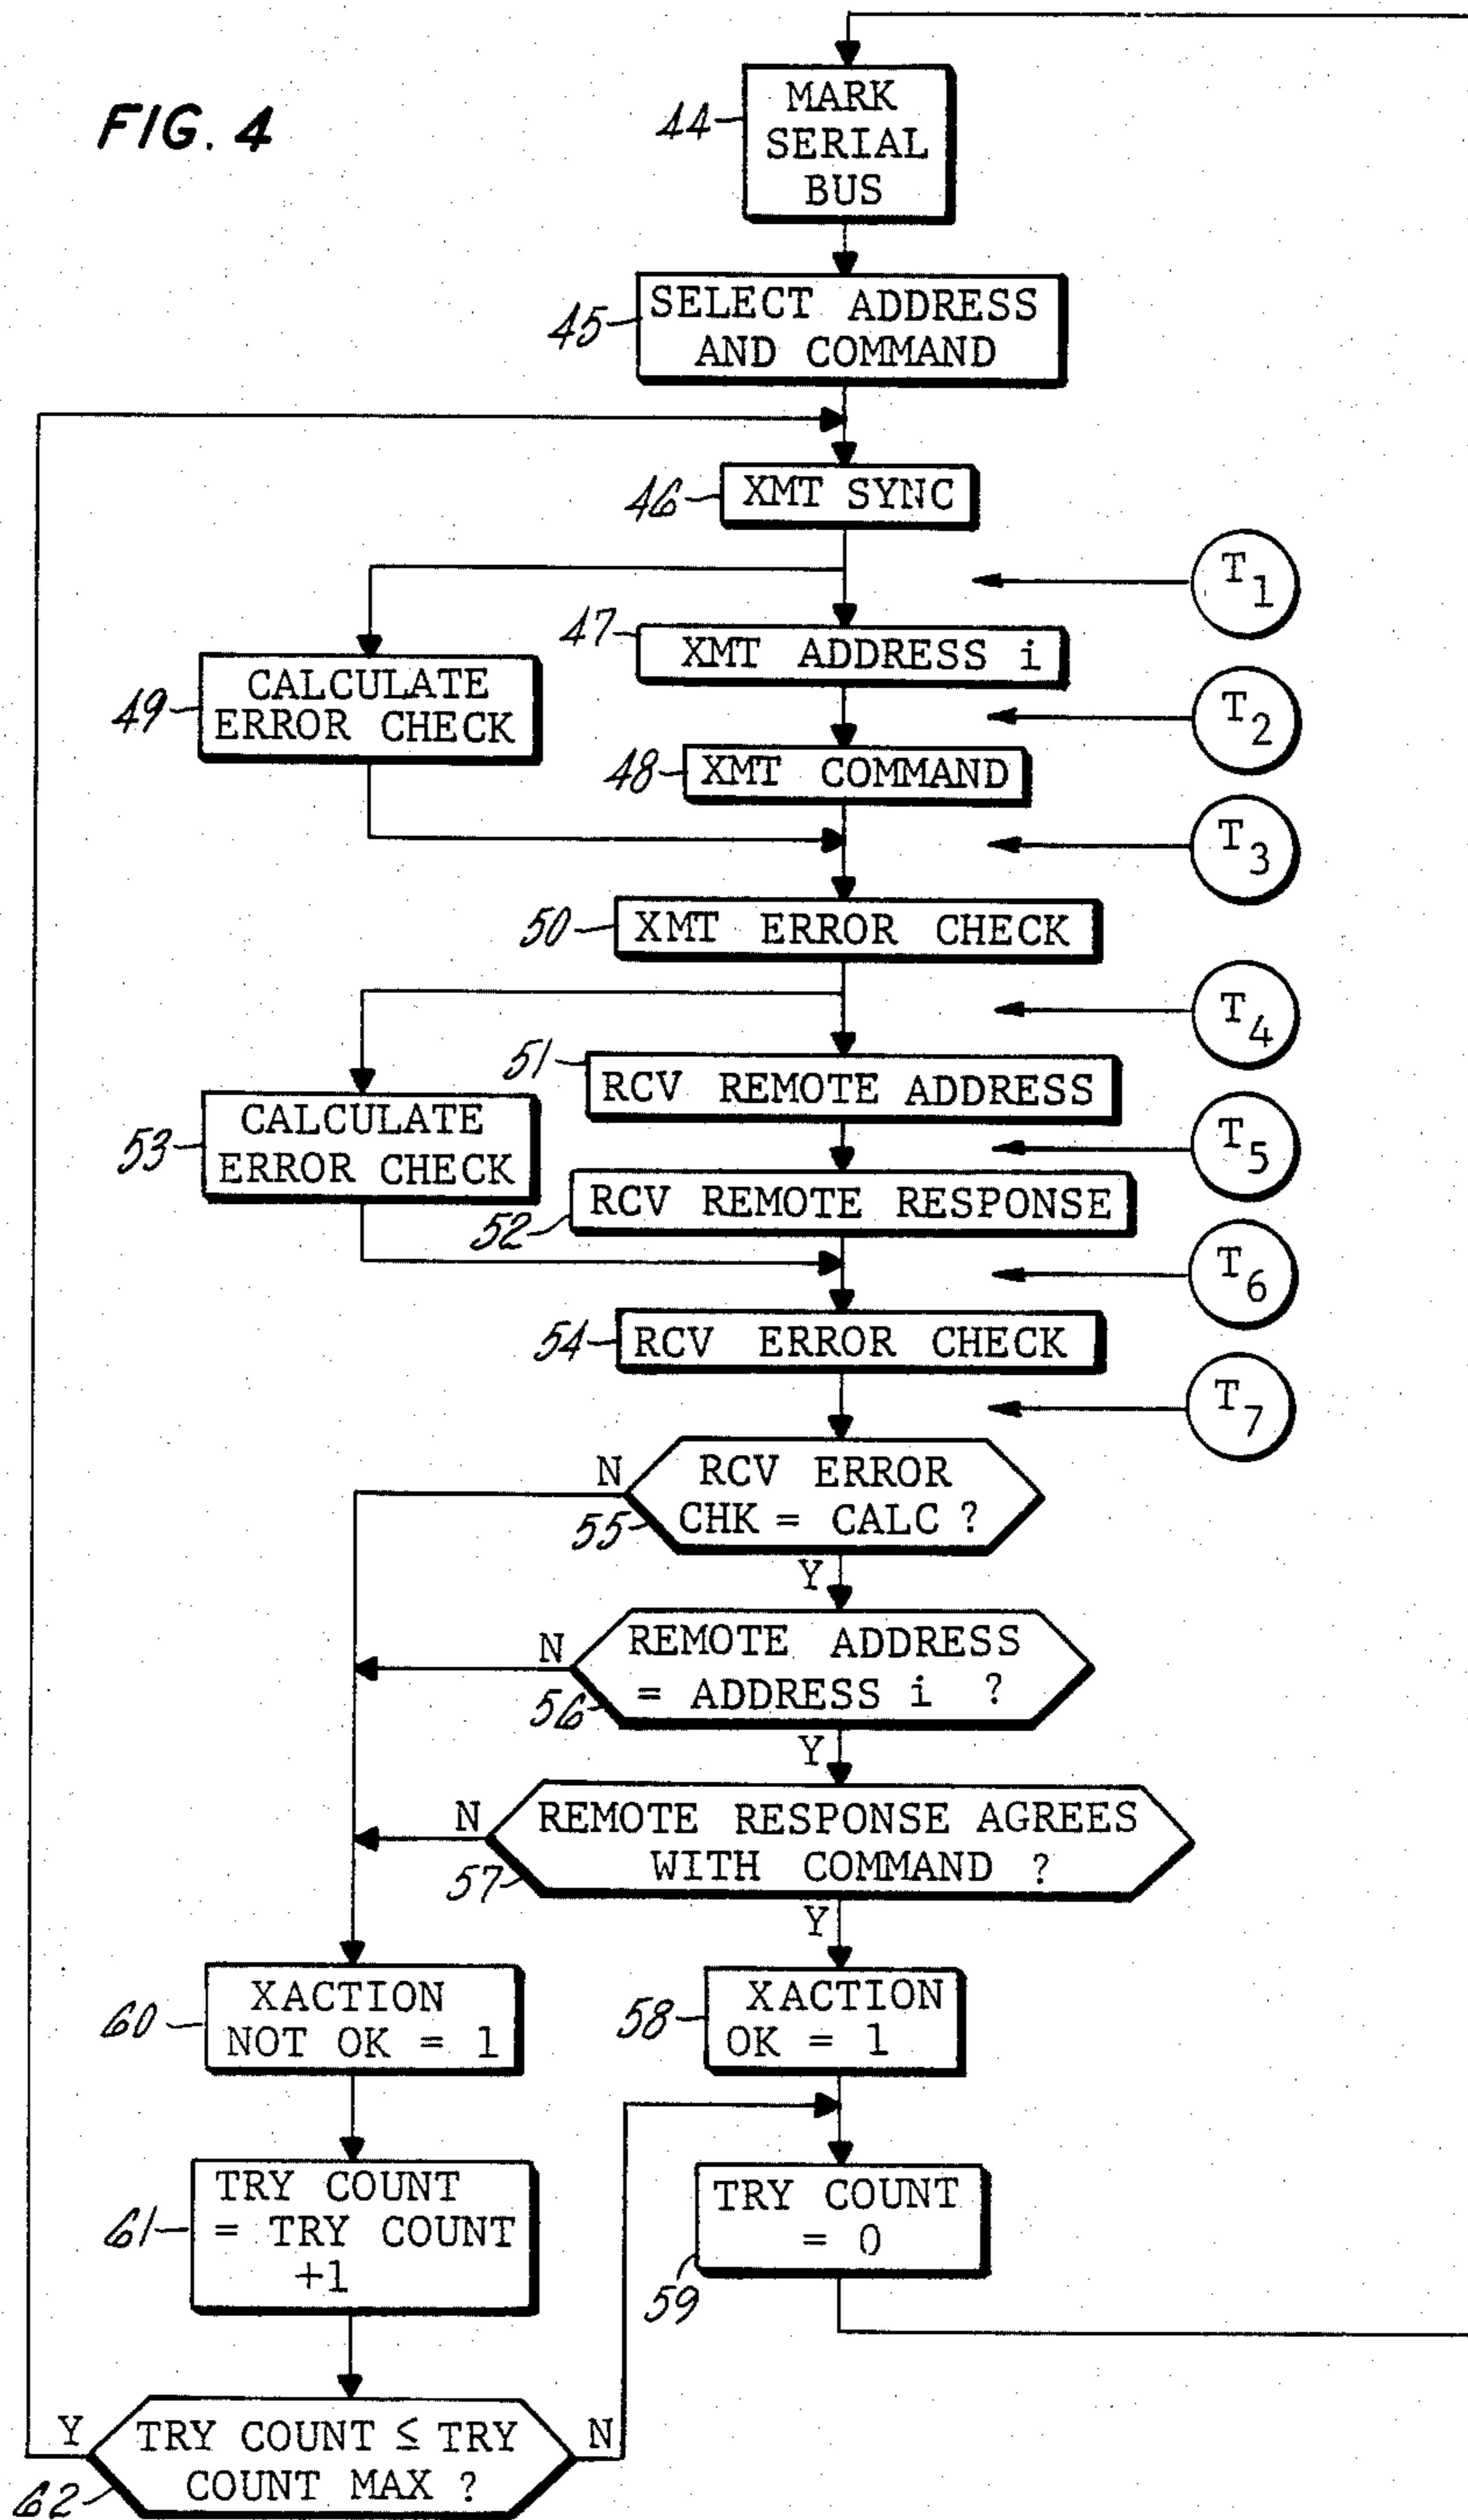 FIG. 4
44
MARK
SERIAL
BUS
45
SELECT ADDRESS
AND COMMAND
46
XMT SYNC
T1
47
XMT ADDRESS i
49
CALCULATE
ERROR CHECK
T2
48
XMT COMMAND
T3
50
XMT ERROR CHECK
T4
51
RCV REMOTE ADDRESS
53
CALCULATE
ERROR CHECK
T5
52
RCV REMOTE RESPONSE
T6
54
RCV ERROR CHECK
T7
N
RCV ERROR
CHK = CALC ?
55
Y
N
REMOTE ADDRESS
= ADDRESS i ?
56
Y
N
REMOTE RESPONSE AGREES
WITH COMMAND ?
57
Y
60
XACTION
NOT OK = 1
58
XACTION
OK = 1
61
TRY COUNT
= TRY COUNT
+1
TRY COUNT
= 0
59
Y
TRY COUNT ≤ TRY
COUNT MAX ?
N
62